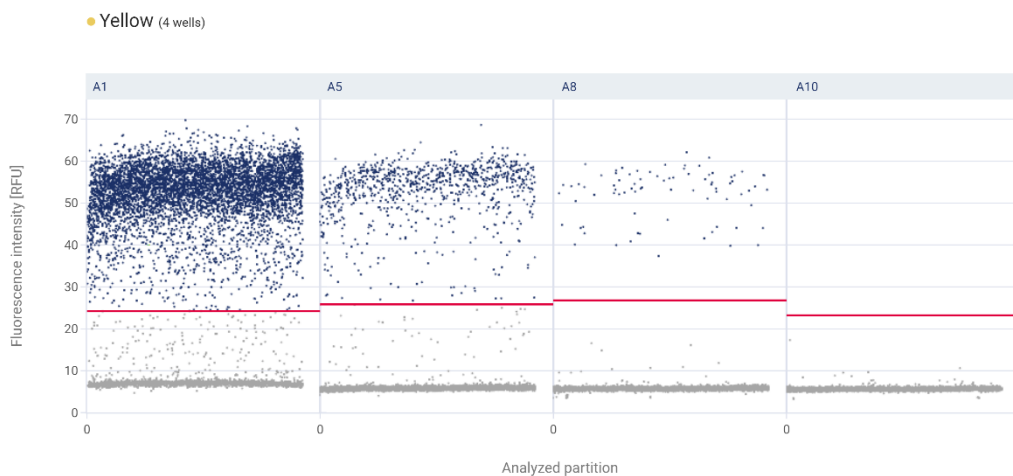 Yellow (4 wells)
A1 A5 A8 A10
Fluorescence intensity [RFU]
70
60
50
40
30
20
10
0
0 0 0 0
Analyzed partition